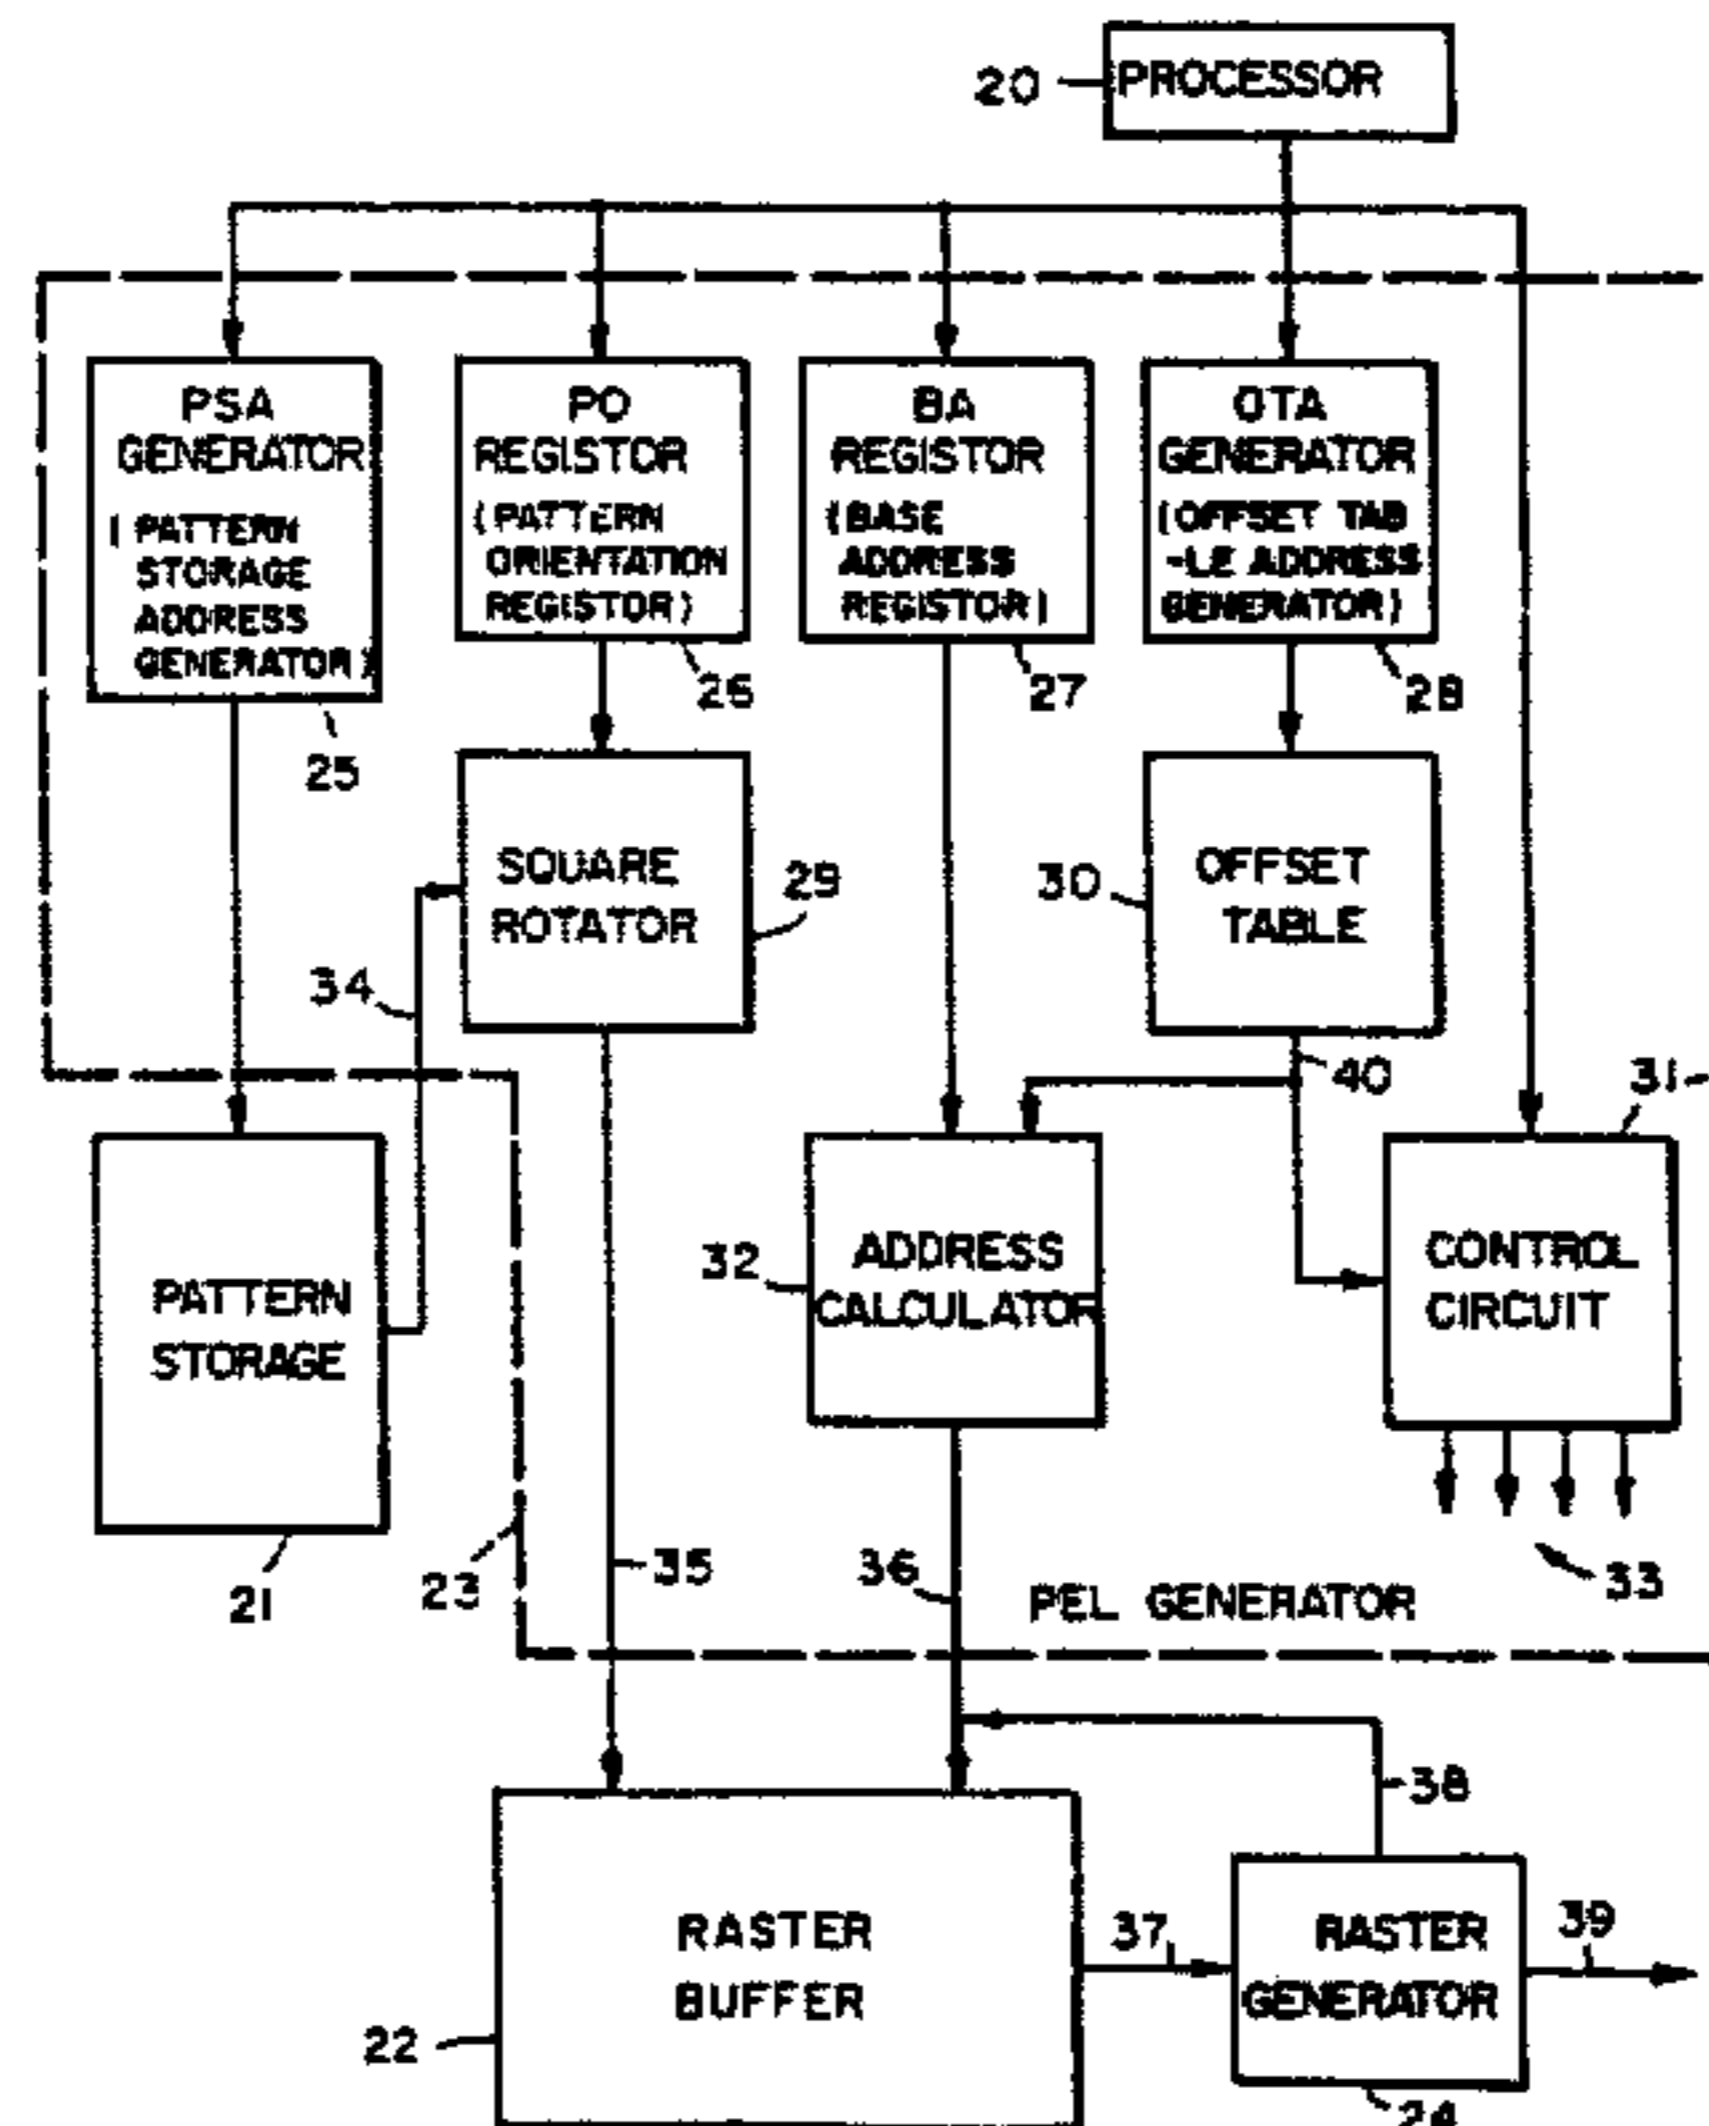 20 PROCESSOR
PSA
GENERATOR
( PATTERN
STORAGE
ADDRESS
GENERATOR )
25
PO
REGISTOR
(PATTERN
ORIENTATION
REGISTOR)
26
BA
REGISTOR
(BASE
ADDRESS
REGISTOR)
27
OTA
GENERATOR
(OFFSET TAB
-LE ADDRESS
GENERATOR)
28
SQUARE
ROTATOR
29
30
OFFSET
TABLE
34
40
31
PATTERN
STORAGE
21
32
ADDRESS
CALCULATOR
CONTROL
CIRCUIT
33
23
35
36
PEL GENERATOR
38
RASTER
BUFFER
22
37
RASTER
GENERATOR
39
24